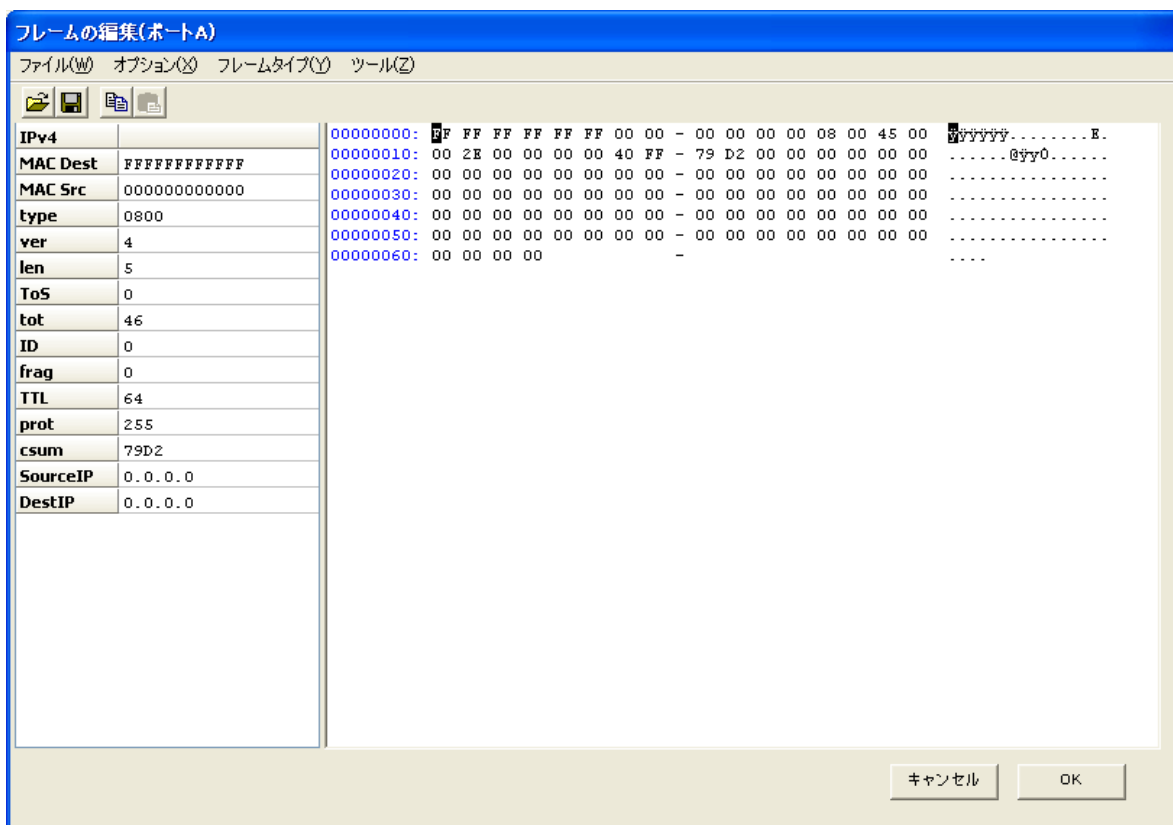 フレームの編集(ポートA)
ファイル(W) オプション(X) フレームタイプ(Y) ツール(Z)
IPv4
MAC Dest FFFFFFFFFFFF
MAC Src 000000000000
type 0800
ver 4
len 5
ToS 0
tot 46
ID 0
frag 0
TTL 64
prot 255
csum 79D2
SourceIP 0.0.0.0
DestIP 0.0.0.0
00000000: FF FF FF FF FF FF 00 00 - 00 00 00 00 08 00 45 00 ÿÿÿÿÿÿ........E.
00000010: 00 2E 00 00 00 00 40 FF - 79 D2 00 00 00 00 00 00 ......@ÿyÒ......
00000020: 00 00 00 00 00 00 00 00 - 00 00 00 00 00 00 00 00 ................
00000030: 00 00 00 00 00 00 00 00 - 00 00 00 00 00 00 00 00 ................
00000040: 00 00 00 00 00 00 00 00 - 00 00 00 00 00 00 00 00 ................
00000050: 00 00 00 00 00 00 00 00 - 00 00 00 00 00 00 00 00 ................
00000060: 00 00 00 00 - ....
キャンセル OK